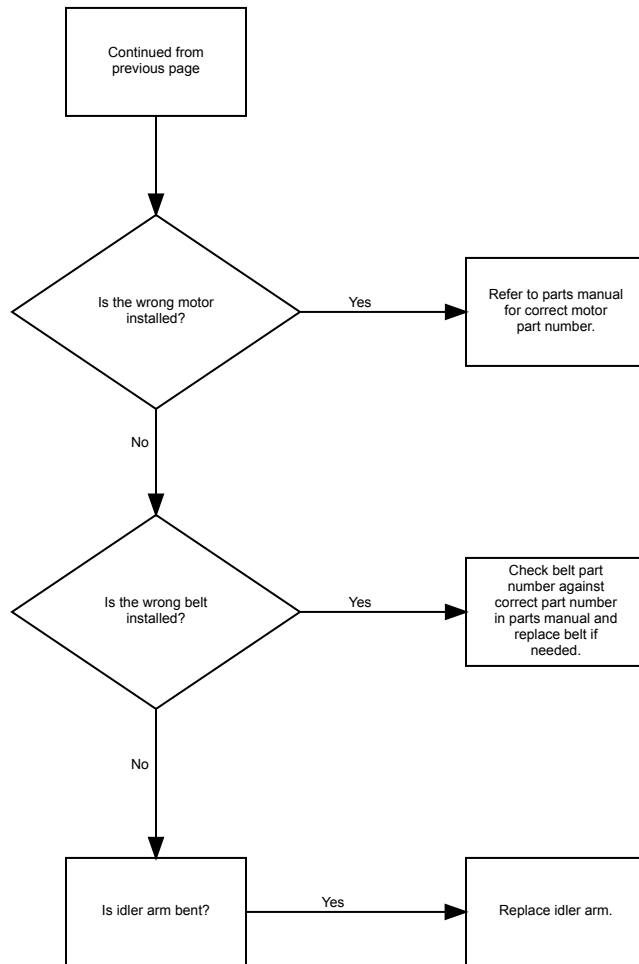 Continued from
previous page
Is the wrong motor
installed?
Yes
Refer to parts manual
for correct motor
part number.
No
Is the wrong belt
installed?
Yes
Check belt part
number against
correct part number
in parts manual and
replace belt if
needed.
No
Is idler arm bent?
Yes
Replace idler arm.